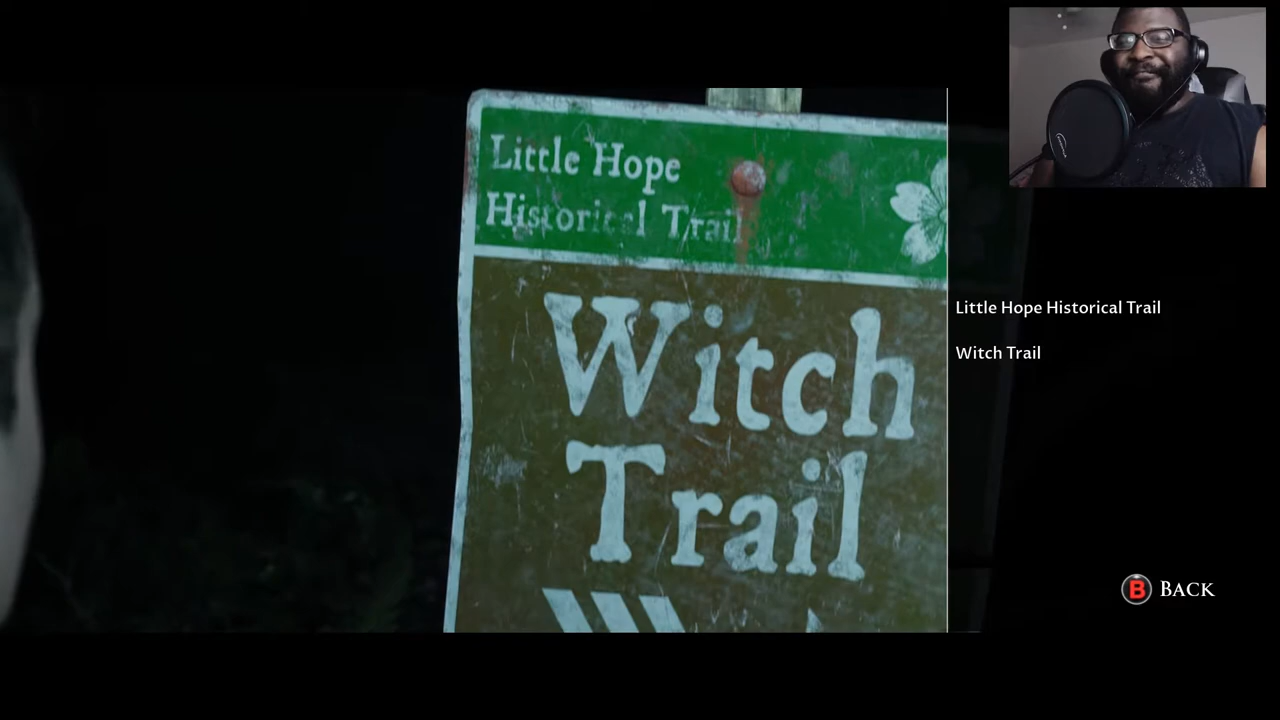 Little Hope
Historical Trail
Witch
Trail
Little Hope Historical Trail
Witch Trail
B BACK